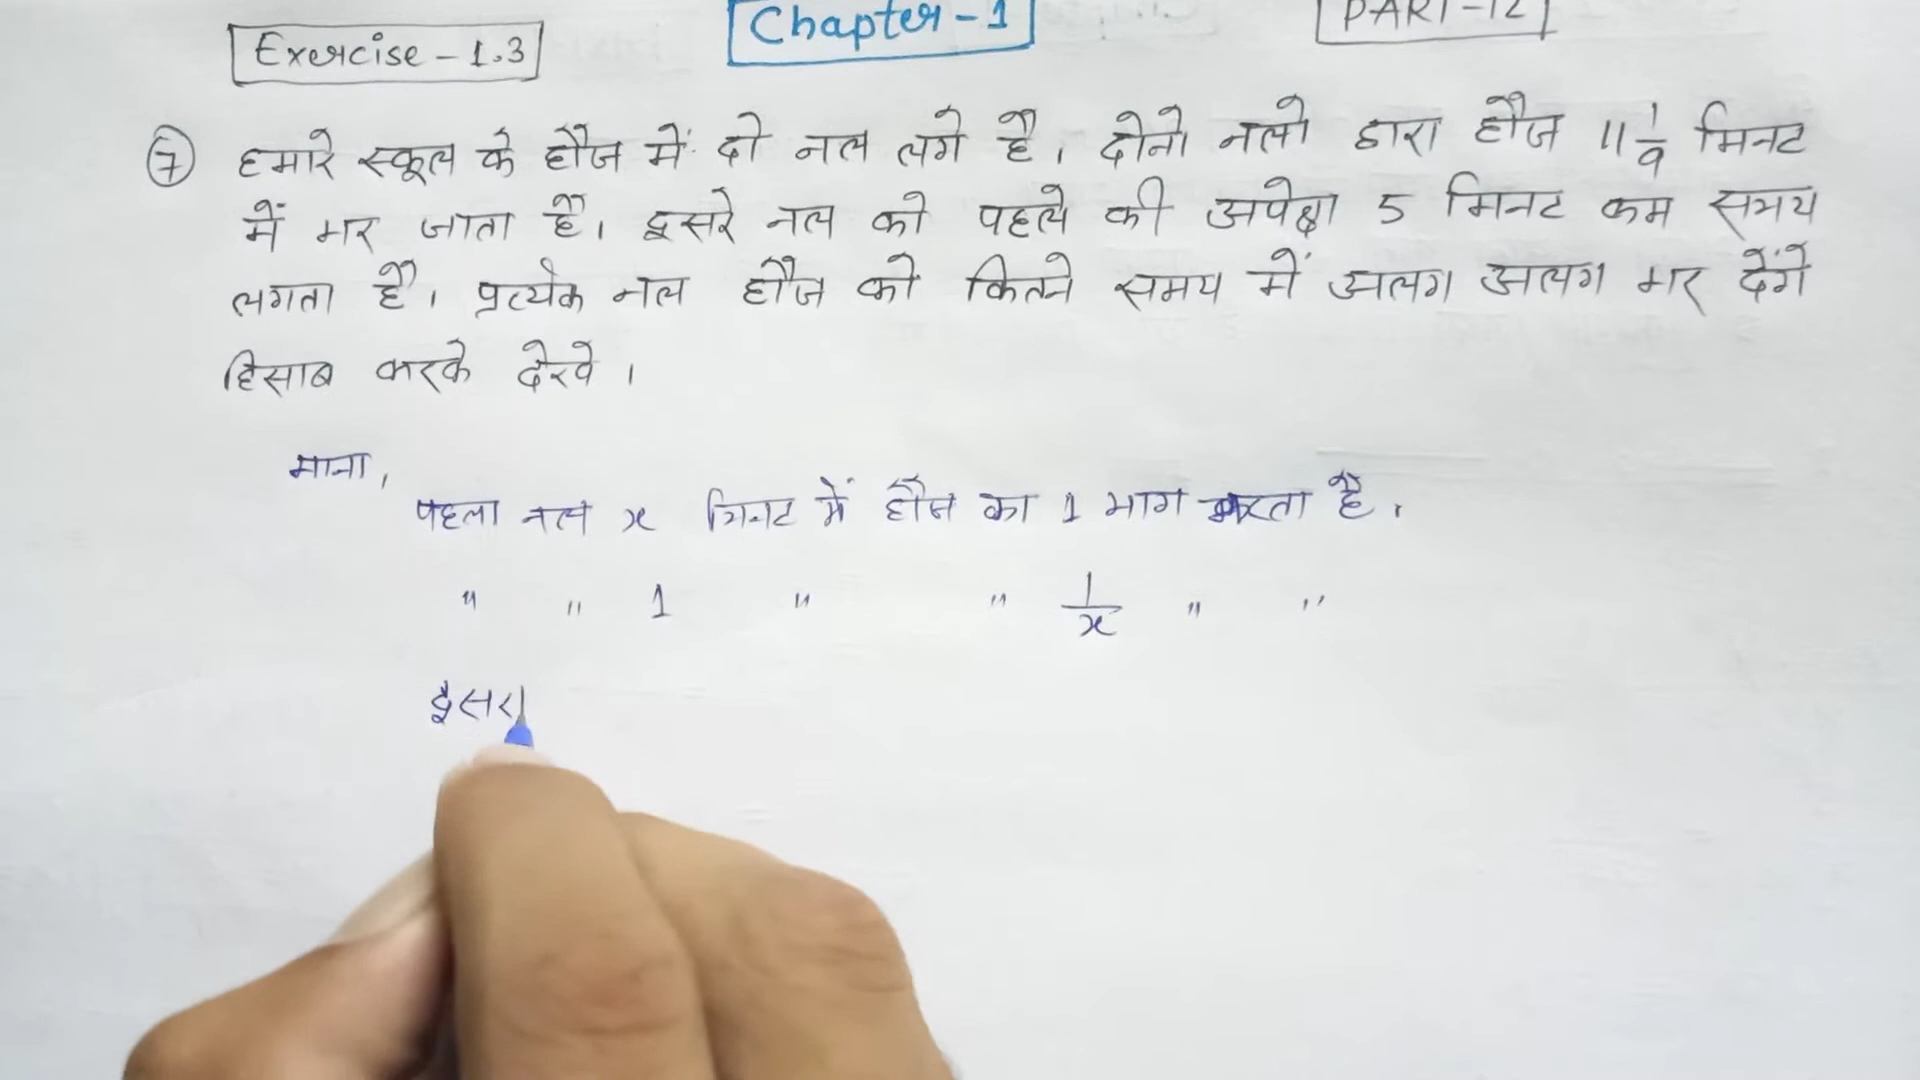 Exercise - 1.3
Chapter - 1
PART-12
7 हमारे स्कूल के हौज में दो नल लगे है। दोनो नलो द्वारा हौज 11 1/9 मिनट
में भर जाता है। दूसरे नल को पहले की अपेक्षा 5 मिनट कम समय
लगता है। प्रत्येक नल हौज को कितने समय में अलग अलग भर देंगे
हिसाब करके देखे।
माना,
पहला नल x मिनट में हौज का 1 भाग भरता है।
" " 1 " " 1/x " "
दूसरा